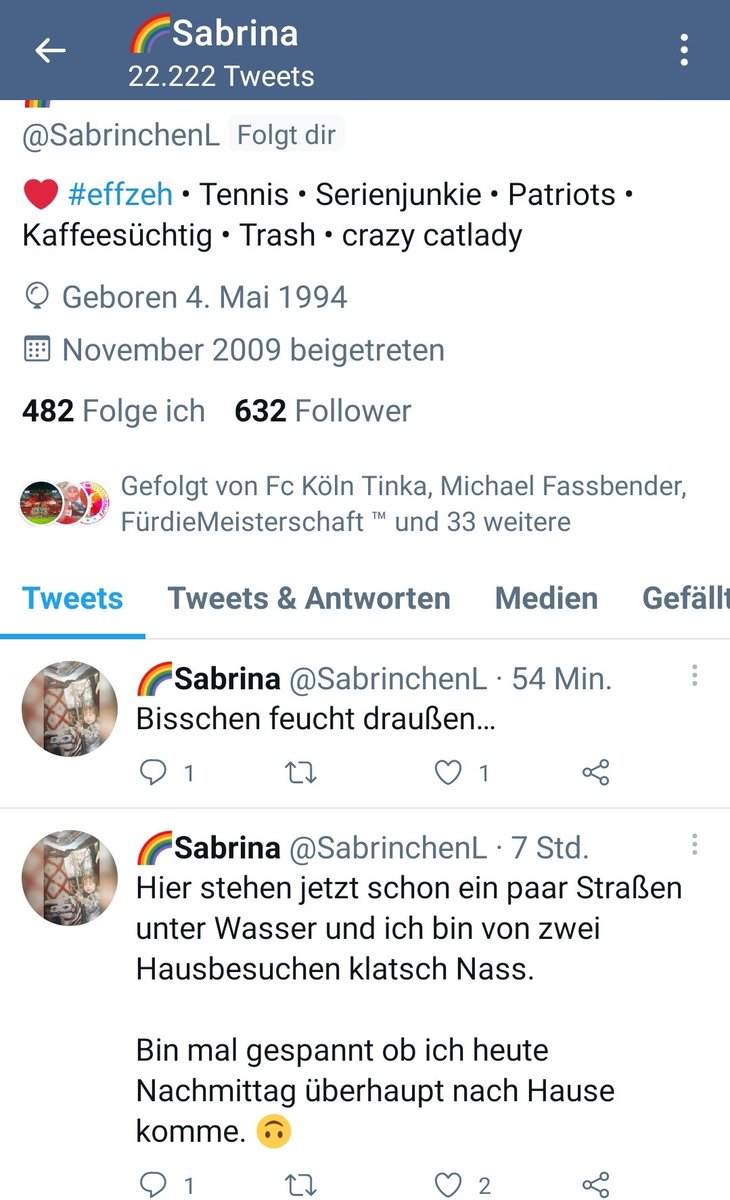 🌈Sabrina
22.222 Tweets
@SabrinchenL Folgt dir
❤️ #effzeh • Tennis • Serienjunkie • Patriots •
Kaffeesüchtig • Trash • crazy catlady
Geboren 4. Mai 1994
November 2009 beigetreten
482 Folge ich 632 Follower
Gefolgt von Fc Köln Tinka, Michael Fassbender,
FürdieMeisterschaft ™ und 33 weitere
Tweets Tweets & Antworten Medien Gefällt
🌈Sabrina @SabrinchenL · 54 Min.
Bisschen feucht draußen...
1 1
🌈Sabrina @SabrinchenL · 7 Std.
Hier stehen jetzt schon ein paar Straßen
unter Wasser und ich bin von zwei
Hausbesuchen klatsch Nass.
Bin mal gespannt ob ich heute
Nachmittag überhaupt nach Hause
komme. 🙃
1 2